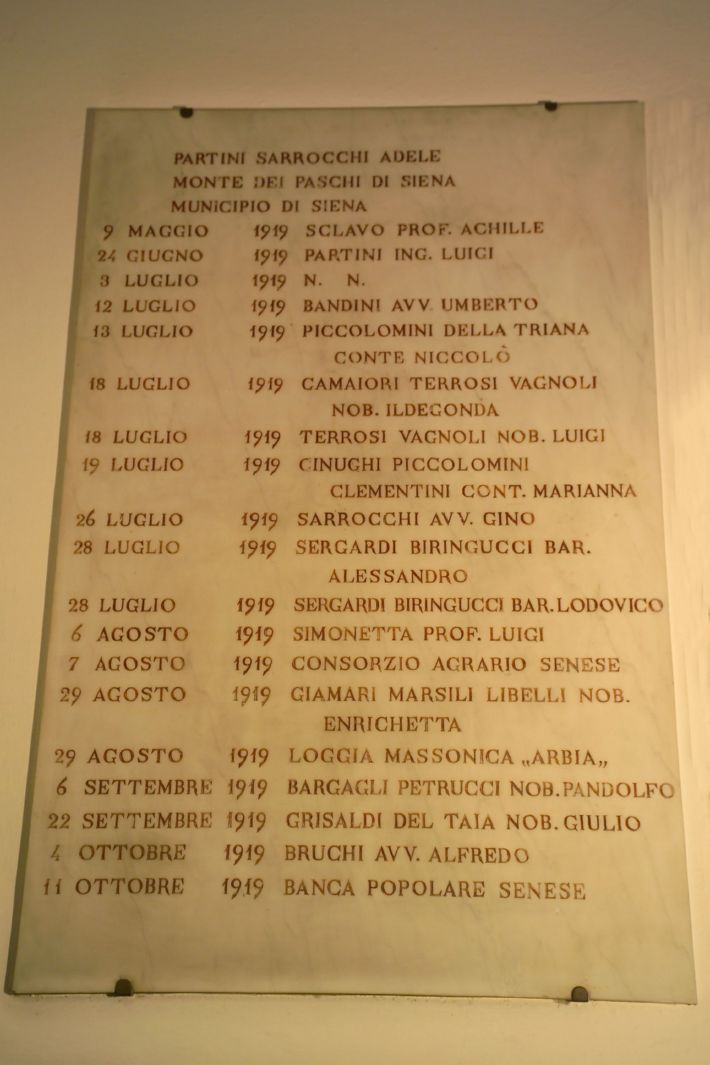 PARTINI SARROCCHI ADELE
MONTE DEI PASCHI DI SIENA
MUNICIPIO DI SIENA
9 MAGGIO 1919 SCLAVO PROF. ACHILLE
24 GIUGNO 1919 PARTINI ING. LUIGI
3 LUGLIO 1919 N. N.
12 LUGLIO 1919 BANDINI AVV. UMBERTO
13 LUGLIO 1919 PICCOLOMINI DELLA TRIANA
CONTE NICCOLÒ
18 LUGLIO 1919 CAMAIORI TERROSI VAGNOLI
NOB. ILDEGONDA
18 LUGLIO 1919 TERROSI VAGNOLI NOB. LUIGI
19 LUGLIO 1919 CINUGHI PICCOLOMINI
CLEMENTINI CONT. MARIANNA
26 LUGLIO 1919 SARROCCHI AVV. GINO
28 LUGLIO 1919 SERGARDI BIRINGUCCI BAR.
ALESSANDRO
28 LUGLIO 1919 SERGARDI BIRINGUCCI BAR. LODOVICO
6 AGOSTO 1919 SIMONETTA PROF. LUIGI
7 AGOSTO 1919 CONSORZIO AGRARIO SENESE
29 AGOSTO 1919 GIAMARI MARSILI LIBELLI NOB.
ENRICHETTA
29 AGOSTO 1919 LOGGIA MASSONICA „ARBIA„
6 SETTEMBRE 1919 BARGAGLI PETRUCCI NOB. PANDOLFO
22 SETTEMBRE 1919 GRISALDI DEL TAIA NOB. GIULIO
4 OTTOBRE 1919 BRUCHI AVV. ALFREDO
11 OTTOBRE 1919 BANCA POPOLARE SENESE